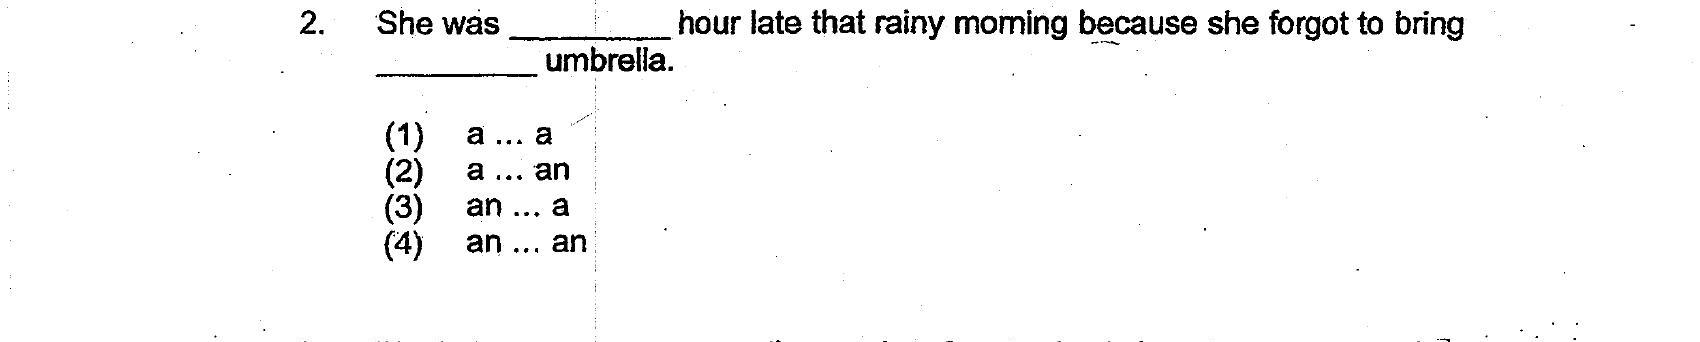 2. She was ________ hour late that rainy morning because she forgot to bring
________ umbrella.
(1) a ... a
(2) a ... an
(3) an ... a
(4) an ... an